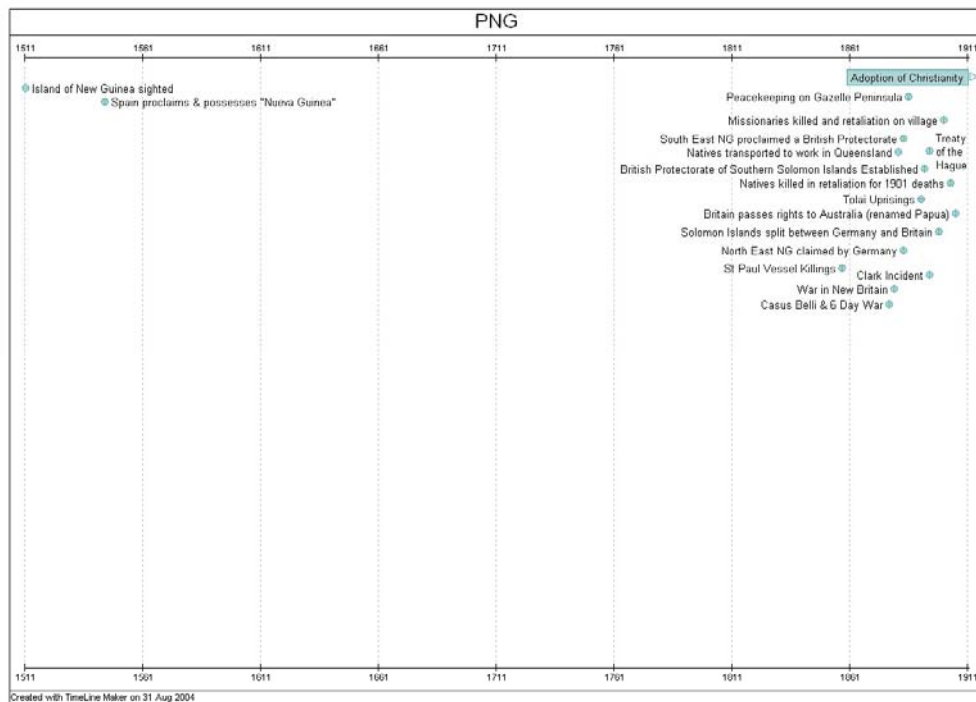 PNG
1511 1561 1611 1661 1711 1761 1811 1861 1911
Adoption of Christianity
Island of New Guinea sighted
Peacekeeping on Gazelle Peninsula
Spain proclaims & possesses "Nueva Guinea"
Missionaries killed and retaliation on village
South East NG proclaimed a British Protectorate
Treaty
Natives transported to work in Queensland
of the
British Protectorate of Southern Solomon Islands Established
Hague
Natives killed in retaliation for 1901 deaths
Tolai Uprisings
Britain passes rights to Australia (renamed Papua)
Solomon Islands split between Germany and Britain
North East NG claimed by Germany
St Paul Vessel Killings
Clark Incident
War in New Britain
Casus Belli & 6 Day War
1511 1561 1611 1661 1711 1761 1811 1861 1911
Created with TimeLine Maker on 31 Aug 2004